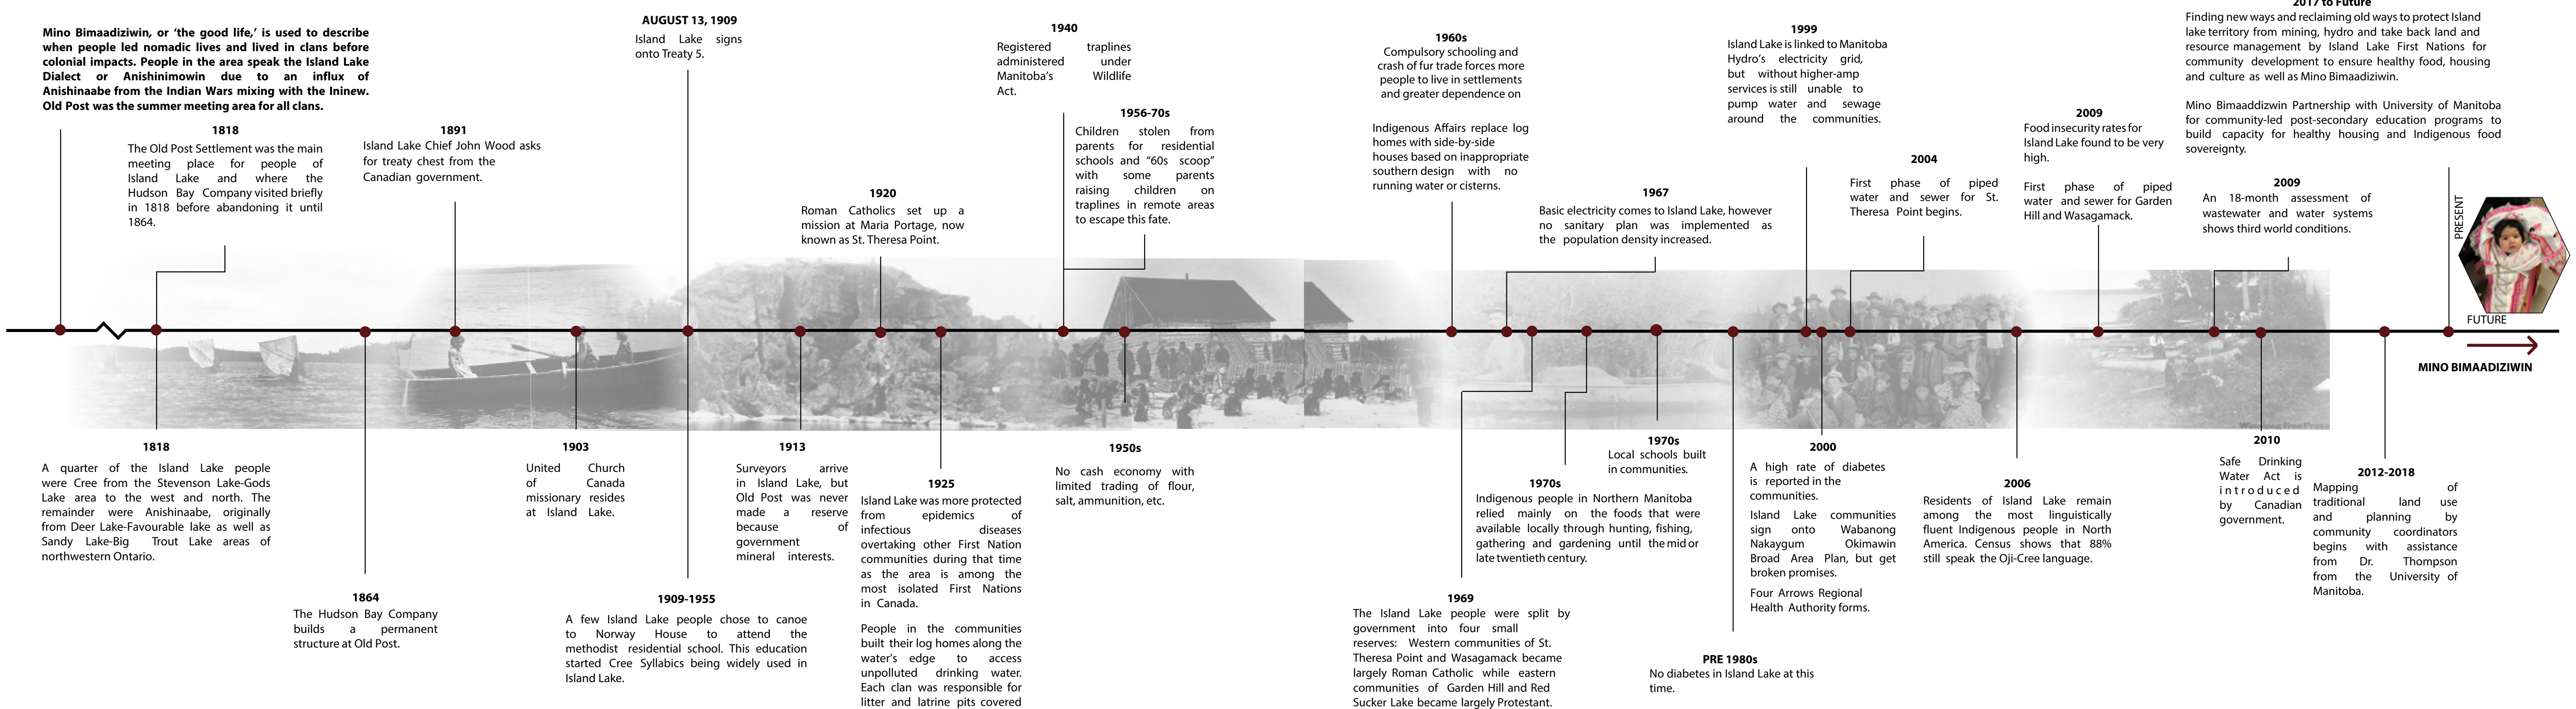 Mino Bimaadiziwin, or ‘the good life,’ is used to describe
when people led nomadic lives and lived in clans before
colonial impacts. People in the area speak the Island Lake
Dialect or Anishinimowin due to an influx of
Anishinaabe from the Indian Wars mixing with the Ininew.
Old Post was the summer meeting area for all clans.
1818
The Old Post Settlement was the main
meeting place for people of
Island Lake and where the
Hudson Bay Company visited briefly
in 1818 before abandoning it until
1864.
1891
Island Lake Chief John Wood asks
for treaty chest from the
Canadian government.
AUGUST 13, 1909
Island Lake signs
onto Treaty 5.
1920
Roman Catholics set up a
mission at Maria Portage, now
known as St. Theresa Point.
1940
Registered traplines
administered under
Manitoba’s Wildlife
Act.
1956-70s
Children stolen from
parents for residential
schools and “60s scoop”
with some parents
raising children on
traplines in remote areas
to escape this fate.
1960s
Compulsory schooling and
crash of fur trade forces more
people to live in settlements
and greater dependence on
Indigenous Affairs replace log
homes with side-by-side
houses based on inappropriate
southern design with no
running water or cisterns.
1967
Basic electricity comes to Island Lake, however
no sanitary plan was implemented as
the population density increased.
1999
Island Lake is linked to Manitoba
Hydro’s electricity grid,
but without higher-amp
services is still unable to
pump water and sewage
around the communities.
2004
First phase of piped
water and sewer for St.
Theresa Point begins.
2009
Food insecurity rates for
Island Lake found to be very
high.
First phase of piped
water and sewer for Garden
Hill and Wasagamack.
2009
An 18-month assessment of
wastewater and water systems
shows third world conditions.
2017 to Future
Finding new ways and reclaiming old ways to protect Island
lake territory from mining, hydro and take back land and
resource management by Island Lake First Nations for
community development to ensure healthy food, housing
and culture as well as Mino Bimaadiziwin.
Mino Bimaaddizwin Partnership with University of Manitoba
for community-led post-secondary education programs to
build capacity for healthy housing and Indigenous food
sovereignty.
PRESENT
FUTURE
MINO BIMAADIZIWIN
1818
A quarter of the Island Lake people
were Cree from the Stevenson Lake-Gods
Lake area to the west and north. The
remainder were Anishinaabe, originally
from Deer Lake-Favourable lake as well as
Sandy Lake-Big Trout Lake areas of
northwestern Ontario.
1864
The Hudson Bay Company
builds a permanent
structure at Old Post.
1903
United Church
of Canada
missionary resides
at Island Lake.
1909-1955
A few Island Lake people chose to canoe
to Norway House to attend the
methodist residential school. This education
started Cree Syllabics being widely used in
Island Lake.
1913
Surveyors arrive
in Island Lake, but
Old Post was never
made a reserve
because of
government
mineral interests.
1925
Island Lake was more protected
from epidemics of
infectious diseases
overtaking other First Nation
communities during that time
as the area is among the
most isolated First Nations
in Canada.
People in the communities
built their log homes along the
water’s edge to access
unpolluted drinking water.
Each clan was responsible for
litter and latrine pits covered
1950s
No cash economy with
limited trading of flour,
salt, ammunition, etc.
1969
The Island Lake people were split by
government into four small
reserves: Western communities of St.
Theresa Point and Wasagamack became
largely Roman Catholic while eastern
communities of Garden Hill and Red
Sucker Lake became largely Protestant.
1970s
Indigenous people in Northern Manitoba
relied mainly on the foods that were
available locally through hunting, fishing,
gathering and gardening until the mid or
late twentieth century.
1970s
Local schools built
in communities.
PRE 1980s
No diabetes in Island Lake at this
time.
2000
A high rate of diabetes
is reported in the
communities.
Island Lake communities
sign onto Wabanong
Nakaygum Okimawin
Broad Area Plan, but get
broken promises.
Four Arrows Regional
Health Authority forms.
2006
Residents of Island Lake remain
among the most linguistically
fluent Indigenous people in North
America. Census shows that 88%
still speak the Oji-Cree language.
Winnipeg Free Press
2010
Safe Drinking
Water Act is
introduced
by Canadian
government.
2012-2018
Mapping of
traditional land use
and planning by
community coordinators
begins with assistance
from Dr. Thompson
from the University of
Manitoba.